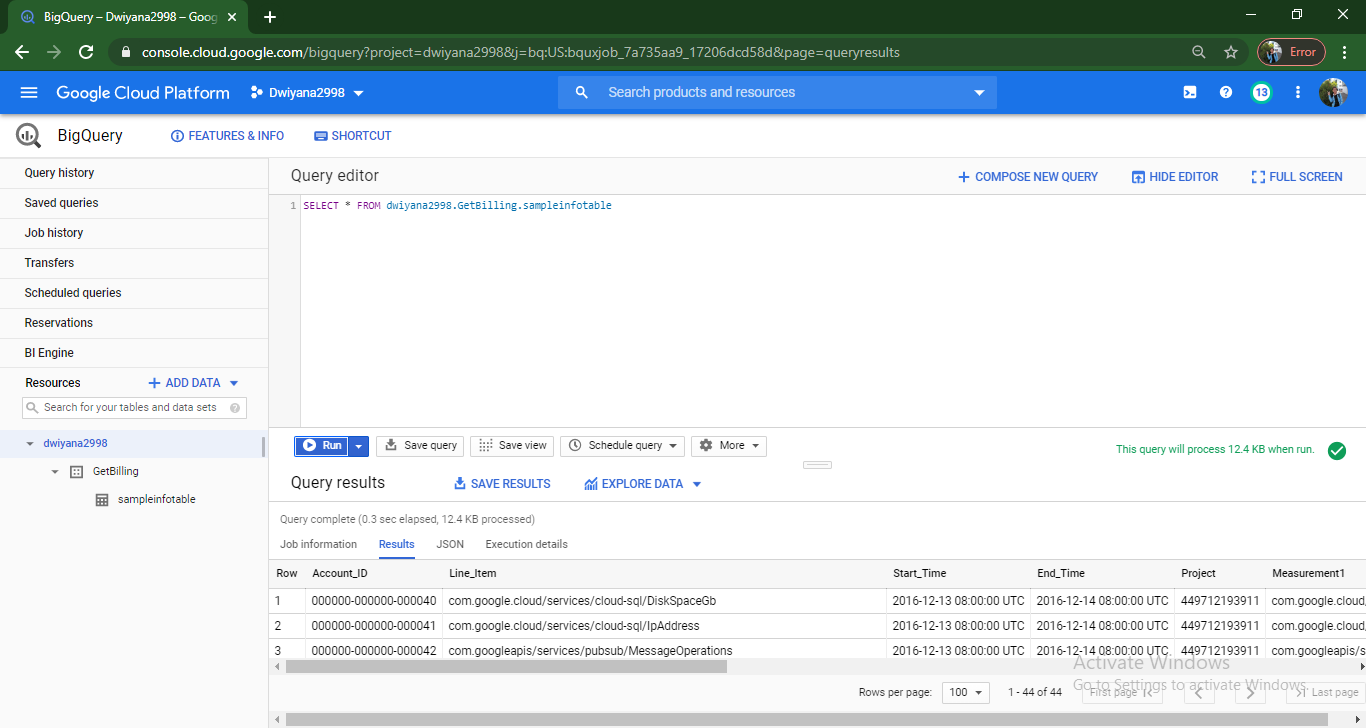 BigQuery – Dwiyana2998 – Goog
console.cloud.google.com/bigquery?project=dwiyana2998&j=bq:US:bquxjob_7a735aa9_17206dcd58d&page=queryresults
Error
Google Cloud Platform
Dwiyana2998
Search products and resources
13
BigQuery
FEATURES & INFO
SHORTCUT
Query history
Saved queries
Job history
Transfers
Scheduled queries
Reservations
BI Engine
Resources
ADD DATA
Search for your tables and data sets
dwiyana2998
GetBilling
sampleinfotable
Query editor
COMPOSE NEW QUERY
HIDE EDITOR
FULL SCREEN
1 SELECT * FROM dwiyana2998.GetBilling.sampleinfotable
Run
Save query
Save view
Schedule query
More
This query will process 12.4 KB when run.
Query results
SAVE RESULTS
EXPLORE DATA
Query complete (0.3 sec elapsed, 12.4 KB processed)
Job information Results JSON Execution details
Row Account_ID Line_Item Start_Time End_Time Project Measurement1
1 000000-000000-000040 com.google.cloud/services/cloud-sql/DiskSpaceGb 2016-12-13 08:00:00 UTC 2016-12-14 08:00:00 UTC 449712193911 com.google.cloud
2 000000-000000-000041 com.google.cloud/services/cloud-sql/IpAddress 2016-12-13 08:00:00 UTC 2016-12-14 08:00:00 UTC 449712193911 com.google.cloud
3 000000-000000-000042 com.googleapis/services/pubsub/MessageOperations 2016-12-13 08:00:00 UTC 2016-12-14 08:00:00 UTC 449712193911 com.googleapis/s
Activate Windows
Go to Settings to activate Windows.
Rows per page: 100 1 - 44 of 44 First page Last page